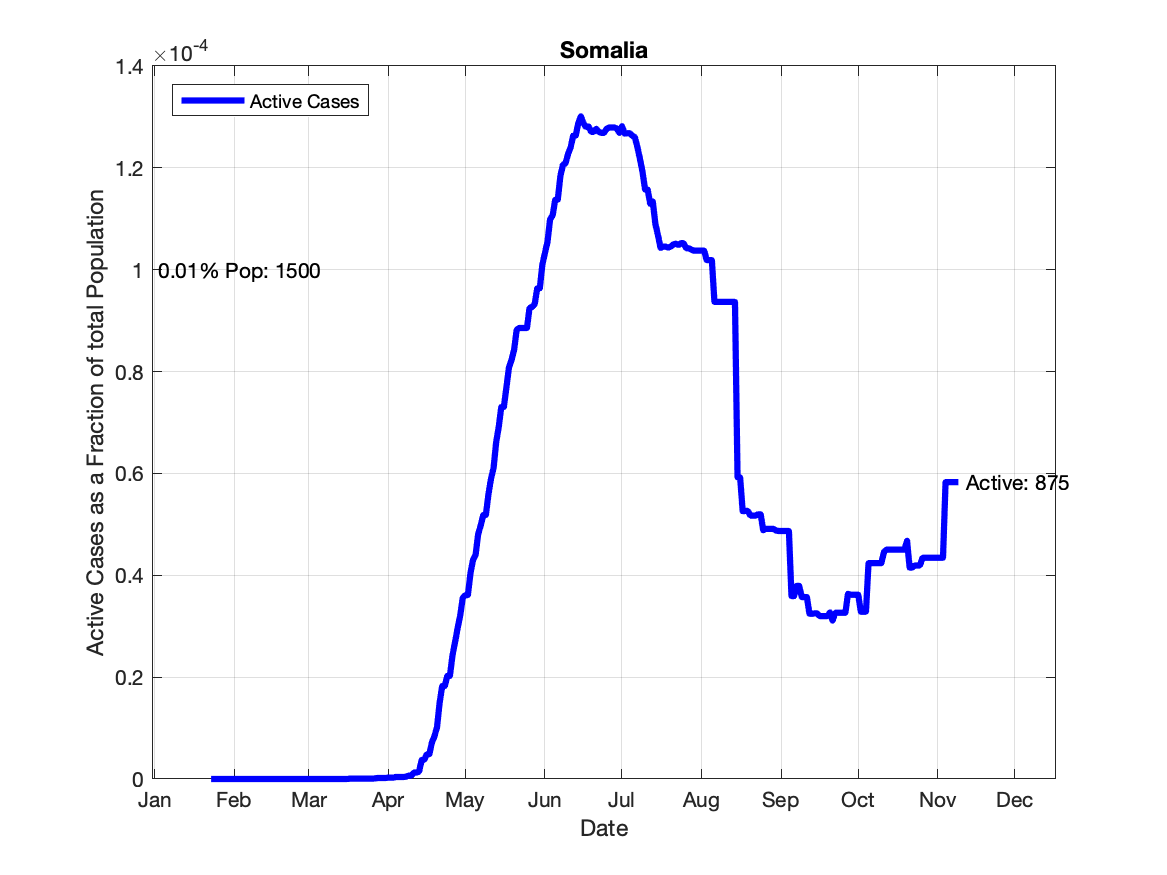 ×10-4
Somalia
1.4
Active Cases
1.2
1
0.01% Pop: 1500
0.8
0.6
Active: 875
0.4
0.2
0
Active Cases as a Fraction of total Population
Jan Feb Mar Apr May Jun Jul Aug Sep Oct Nov Dec
Date